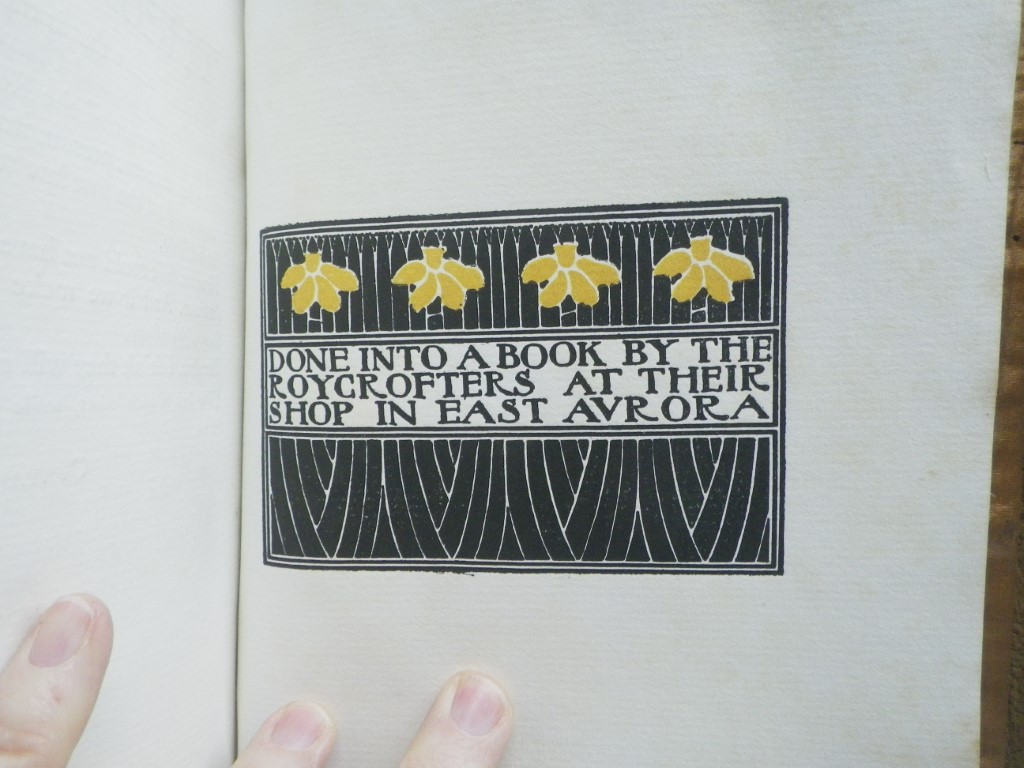 DONE INTO A BOOK BY THE
ROYCROFTERS AT THEIR
SHOP IN EAST AVRORA